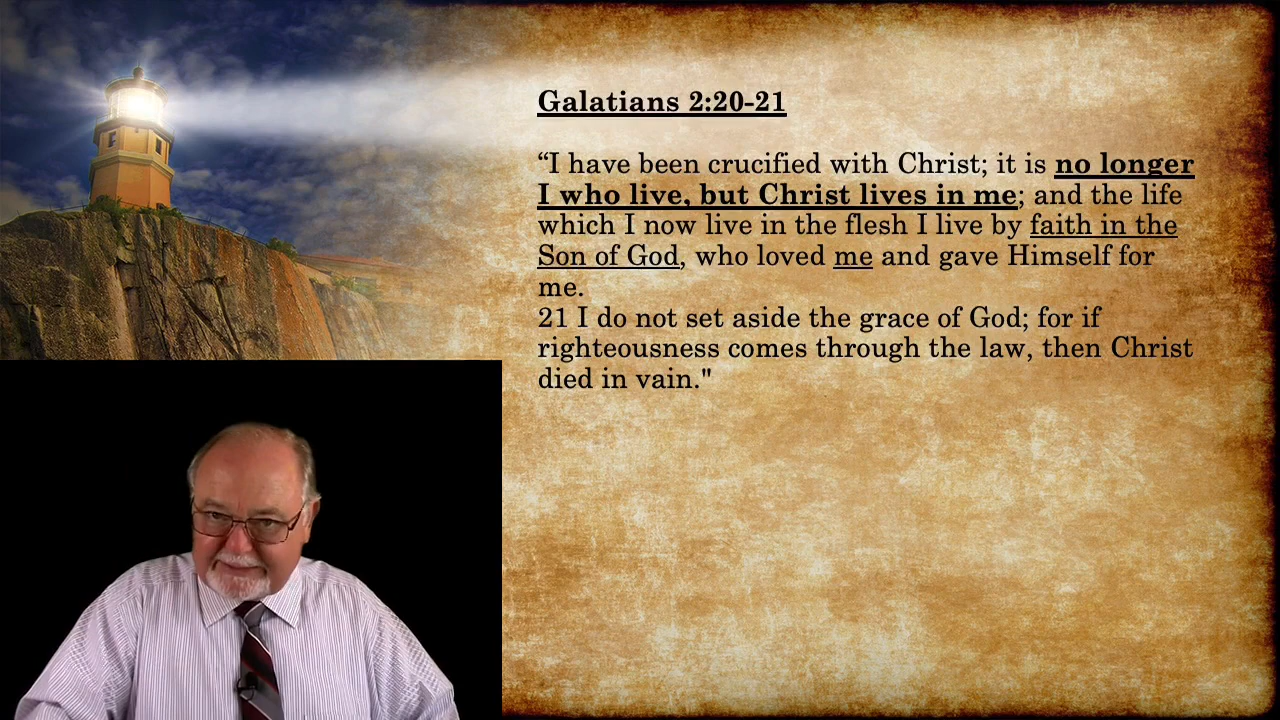 Galatians 2:20-21
“I have been crucified with Christ; it is no longer
I who live, but Christ lives in me; and the life
which I now live in the flesh I live by faith in the
Son of God, who loved me and gave Himself for
me.
21 I do not set aside the grace of God; for if
righteousness comes through the law, then Christ
died in vain."